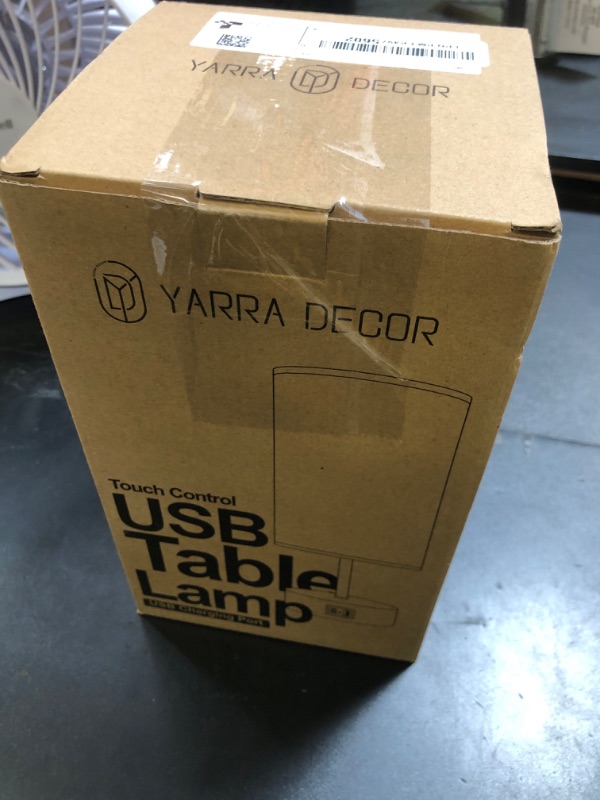 YARRA DECOR
YARRA DECOR
Touch Control
USB
Table
Lamp
USB Charging Port